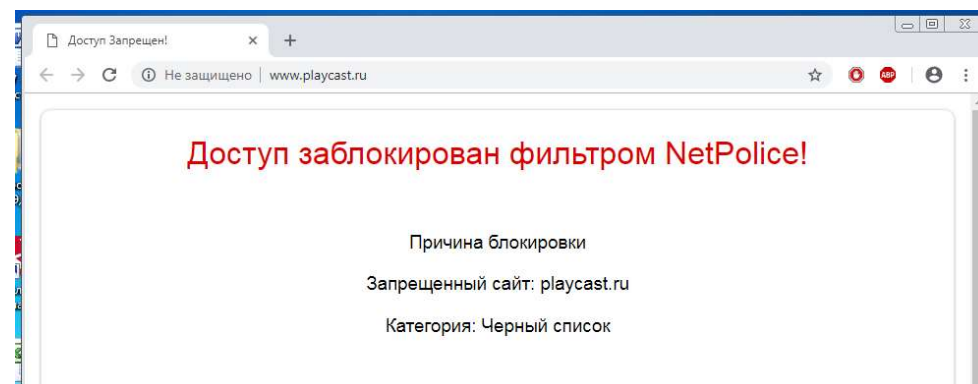 Доступ Запрещен!
Не защищено
www.playcast.ru
ABP
Доступ заблокирован фильтром NetPolice!
Причина блокировки
Запрещенный сайт: playcast.ru
Категория: Черный список